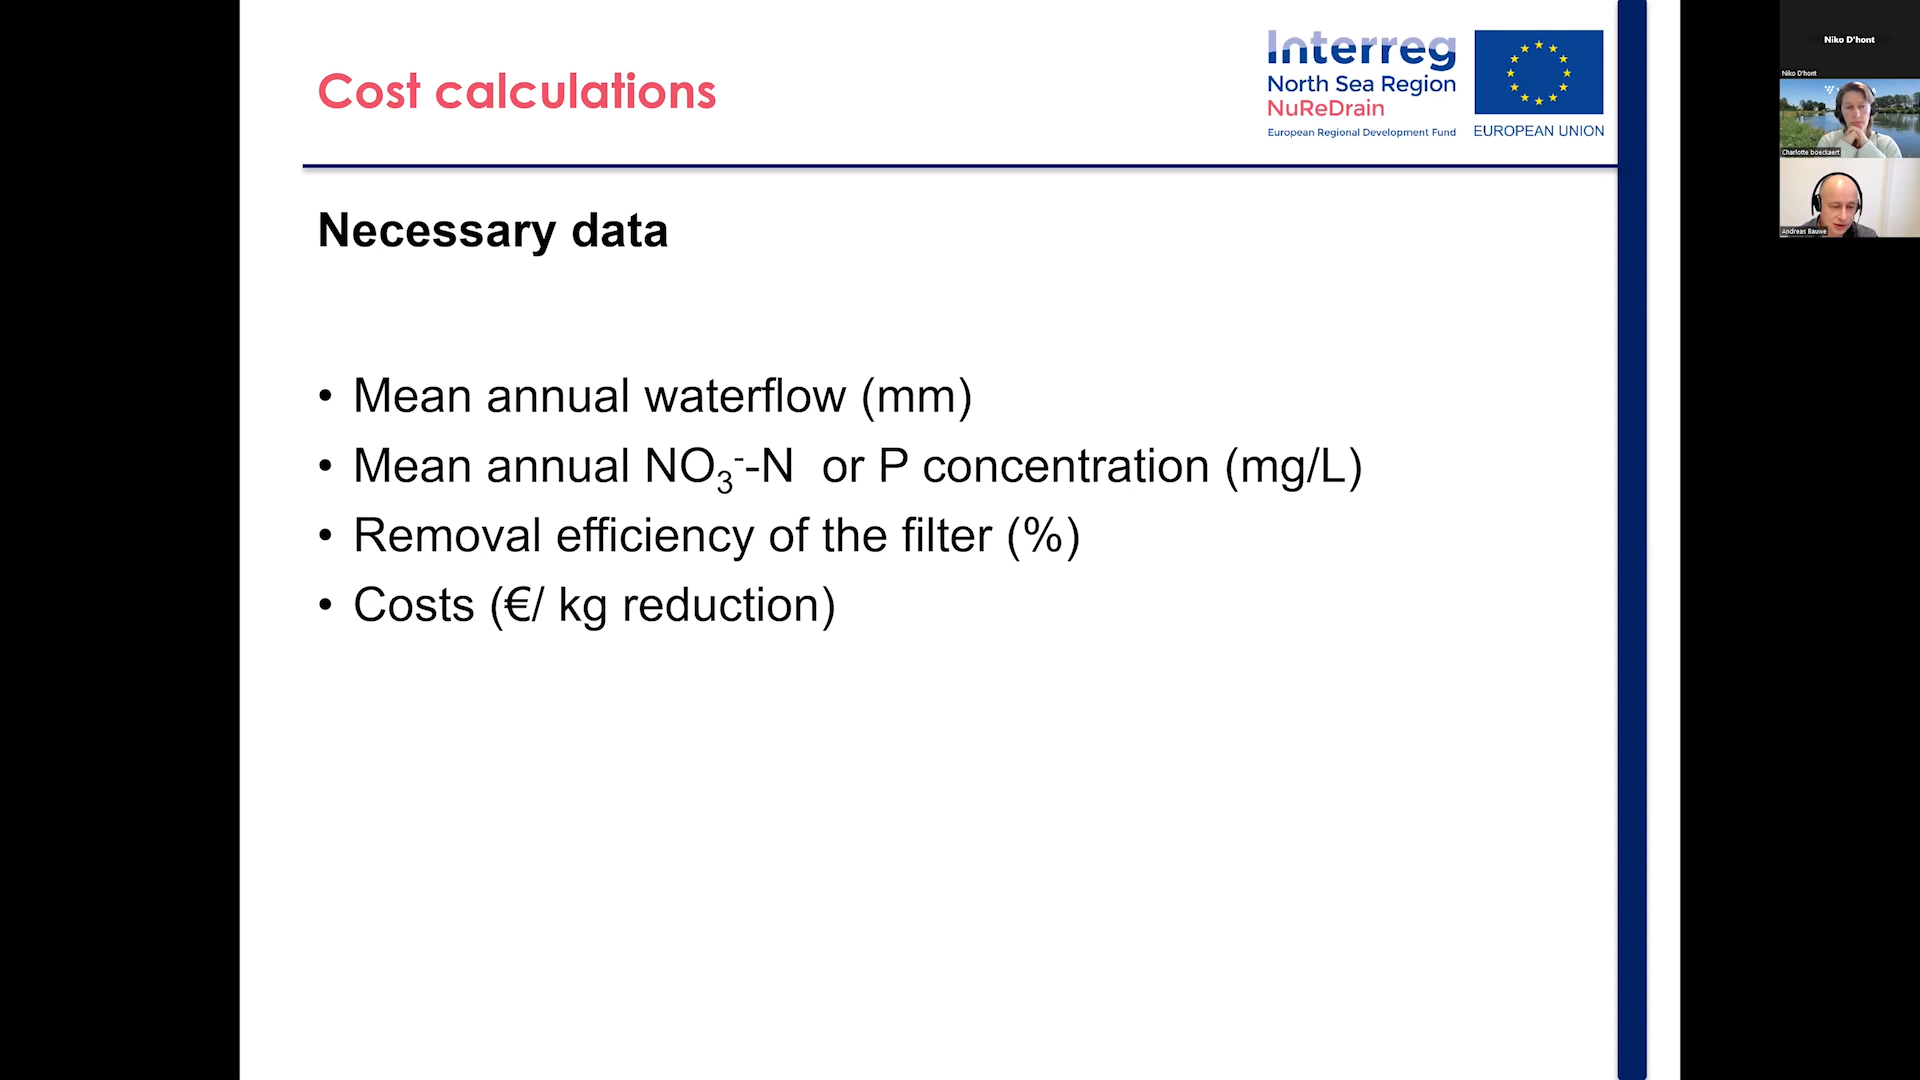 Cost calculations
Interreg
North Sea Region
NuReDrain
European Regional Development Fund
EUROPEAN UNION
Necessary data
• Mean annual waterflow (mm)
• Mean annual NO₃⁻-N or P concentration (mg/L)
• Removal efficiency of the filter (%)
• Costs (€/ kg reduction)
Niko D'hont
Niko D'hont
Charlotte boeckaert
Andreas Bauwe